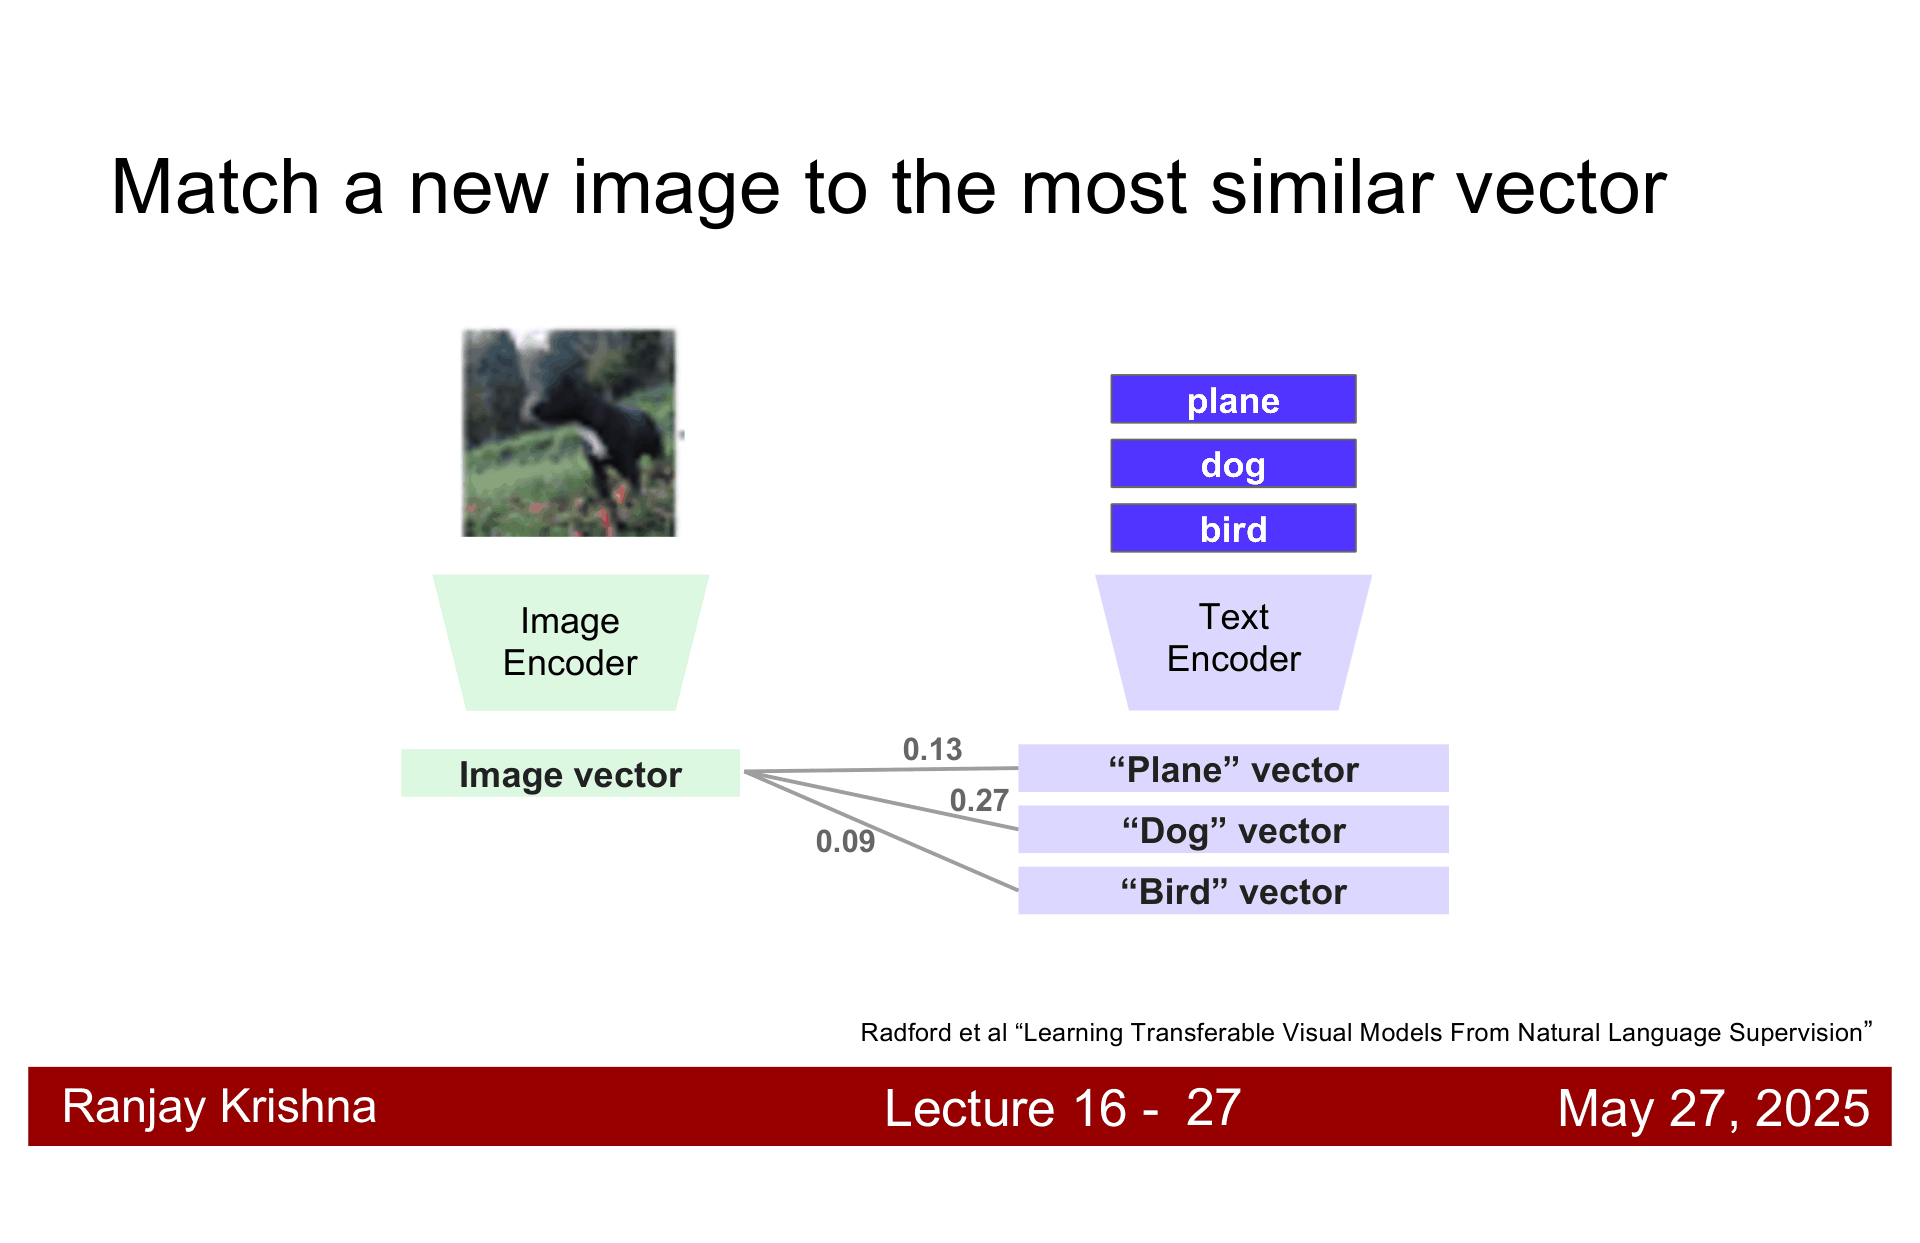 Match a new image to the most similar vector
plane
dog
bird
Image
Encoder
Text
Encoder
Image vector
0.13
0.27
0.09
“Plane” vector
“Dog” vector
“Bird” vector
Radford et al “Learning Transferable Visual Models From Natural Language Supervision”
Ranjay Krishna
Lecture 16 - 27
May 27, 2025